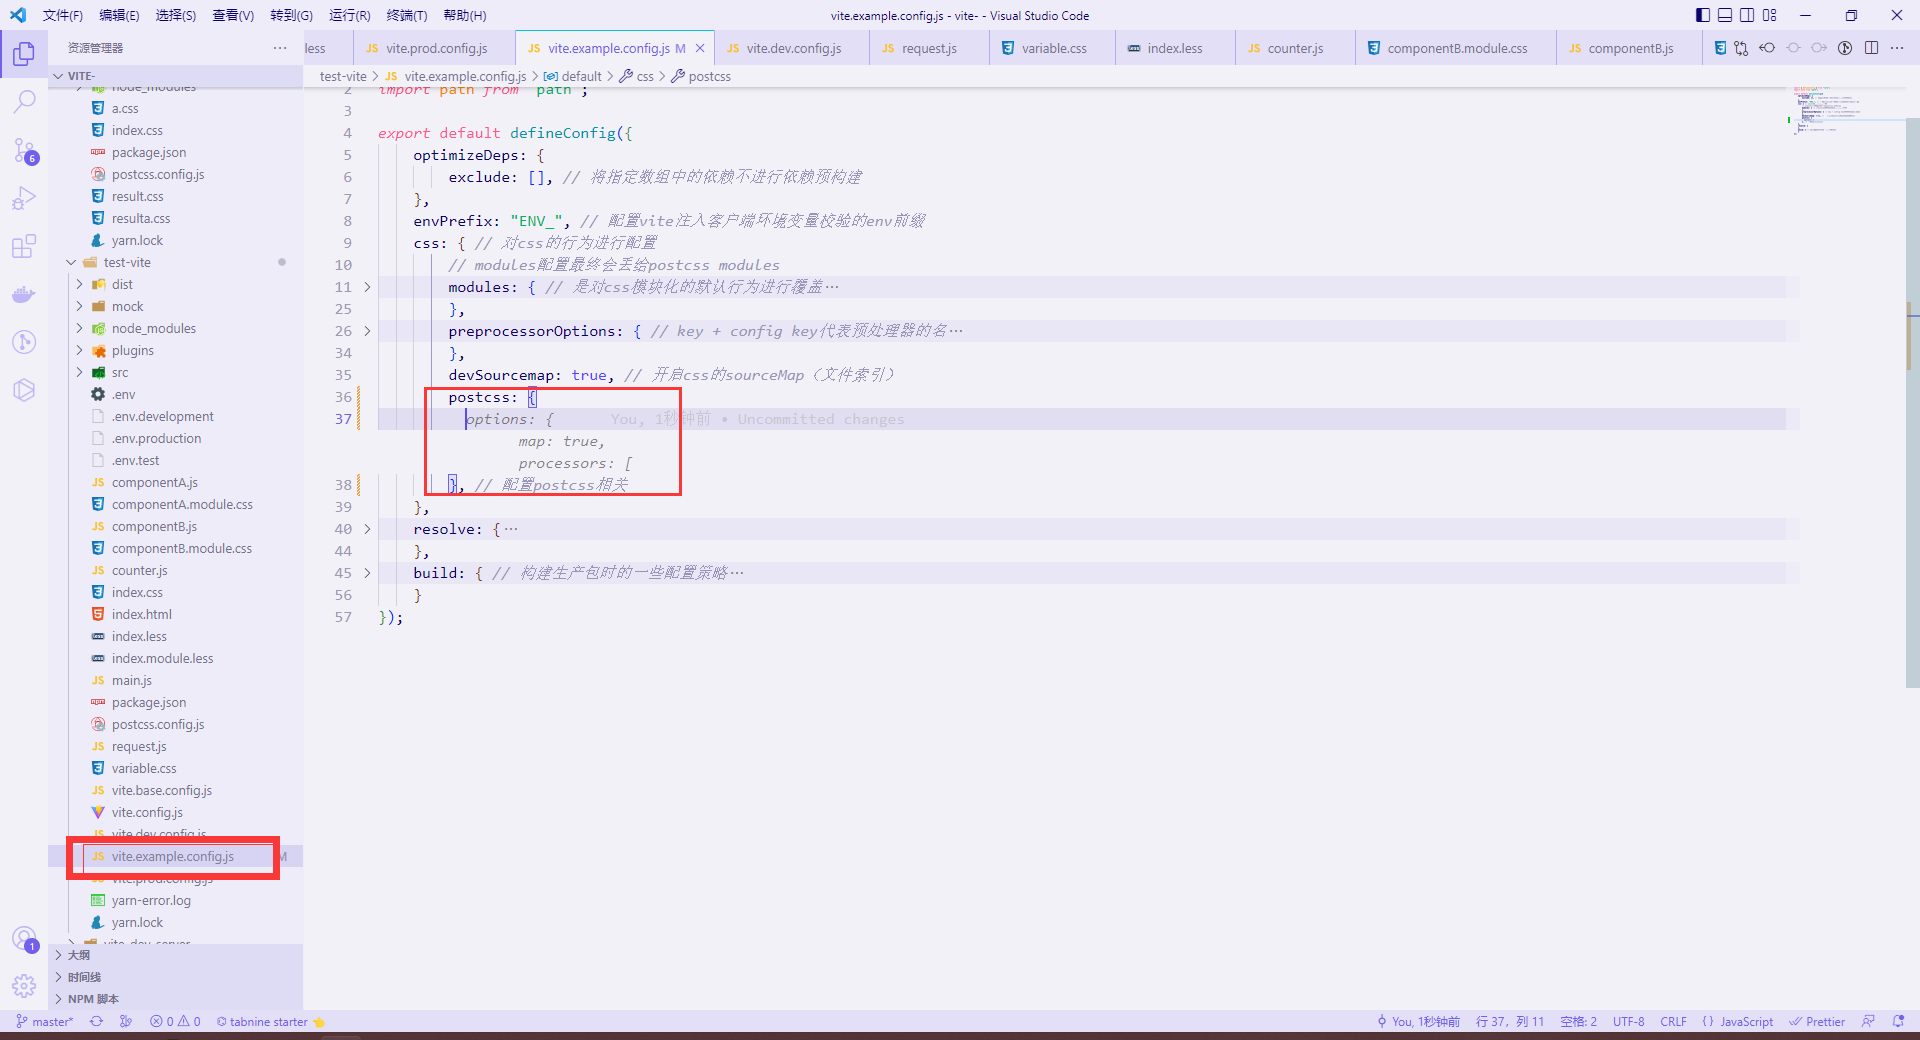 文件(F) 编辑(E) 选择(S) 查看(V) 转到(G) 运行(R) 终端(T) 帮助(H)
vite.example.config.js - vite- - Visual Studio Code
资源管理器
less
JS vite.prod.config.js
JS vite.example.config.js M
JS vite.dev.config.js
JS request.js
variable.css
index.less
JS counter.js
componentB.module.css
JS componentB.js
VITE-
node_modules
a.css
index.css
package.json
postcss.config.js
result.css
resulta.css
yarn.lock
test-vite
dist
mock
node_modules
plugins
src
.env
.env.development
.env.production
.env.test
JS componentA.js
componentA.module.css
JS componentB.js
componentB.module.css
JS counter.js
index.css
index.html
index.less
index.module.less
JS main.js
package.json
postcss.config.js
JS request.js
variable.css
JS vite.base.config.js
vite.config.js
JS vite.dev.config.js
JS vite.example.config.js M
vite.prod.config.js
yarn-error.log
yarn.lock
vite-dev-server
大纲
时间线
NPM 脚本
6
1
test-vite > JS vite.example.config.js > default > css > postcss
2 import path from "path";
3
4 export default defineConfig({
5 optimizeDeps: {
6 exclude: [], // 将指定数组中的依赖不进行依赖预构建
7 },
8 envPrefix: "ENV_", // 配置vite注入客户端环境变量校验的env前缀
9 css: { // 对css的行为进行配置
10 // modules配置最终会丢给postcss modules
11 modules: { // 是对css模块化的默认行为进行覆盖…
25 },
26 preprocessorOptions: { // key + config key代表预处理器的名…
34 },
35 devSourcemap: true, // 开启css的sourceMap（文件索引）
36 postcss: {
37 options: { You, 1秒钟前 • Uncommitted changes
map: true,
processors: [
38 }, // 配置postcss相关
39 },
40 resolve: {…
44 },
45 build: { // 构建生产包时的一些配置策略…
56 }
57 });
master* 0 0 tabnine starter
You, 1秒钟前 行 37，列 11 空格: 2 UTF-8 CRLF {} JavaScript Prettier